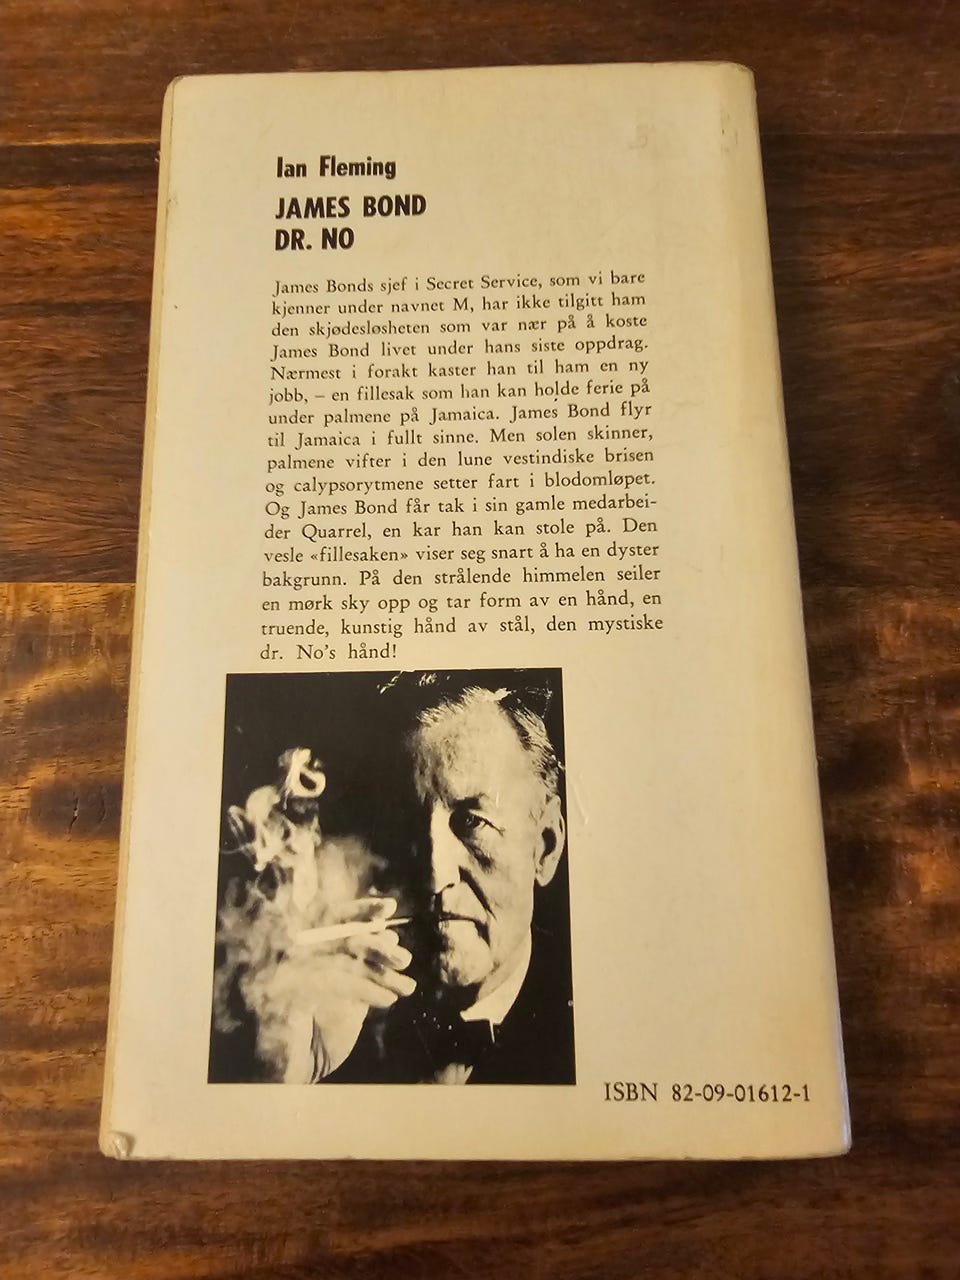 Ian Fleming
JAMES BOND
DR. NO
James Bonds sjef i Secret Service, som vi bare
kjenner under navnet M, har ikke tilgitt ham
den skjødesløsheten som var nær på å koste
James Bond livet under hans siste oppdrag.
Nærmest i forakt kaster han til ham en ny
jobb, – en fillesak som han kan holde ferie på
under palmene på Jamaica. James Bond flyr
til Jamaica i fullt sinne. Men solen skinner,
palmene vifter i den lune vestindiske brisen
og calypsorytmene setter fart i blodomløpet.
Og James Bond får tak i sin gamle medarbei-
der Quarrel, en kar han kan stole på. Den
vesle «fillesaken» viser seg snart å ha en dyster
bakgrunn. På den strålende himmelen seiler
en mørk sky opp og tar form av en hånd, en
truende, kunstig hånd av stål, den mystiske
dr. No's hånd!
ISBN 82-09-01612-1